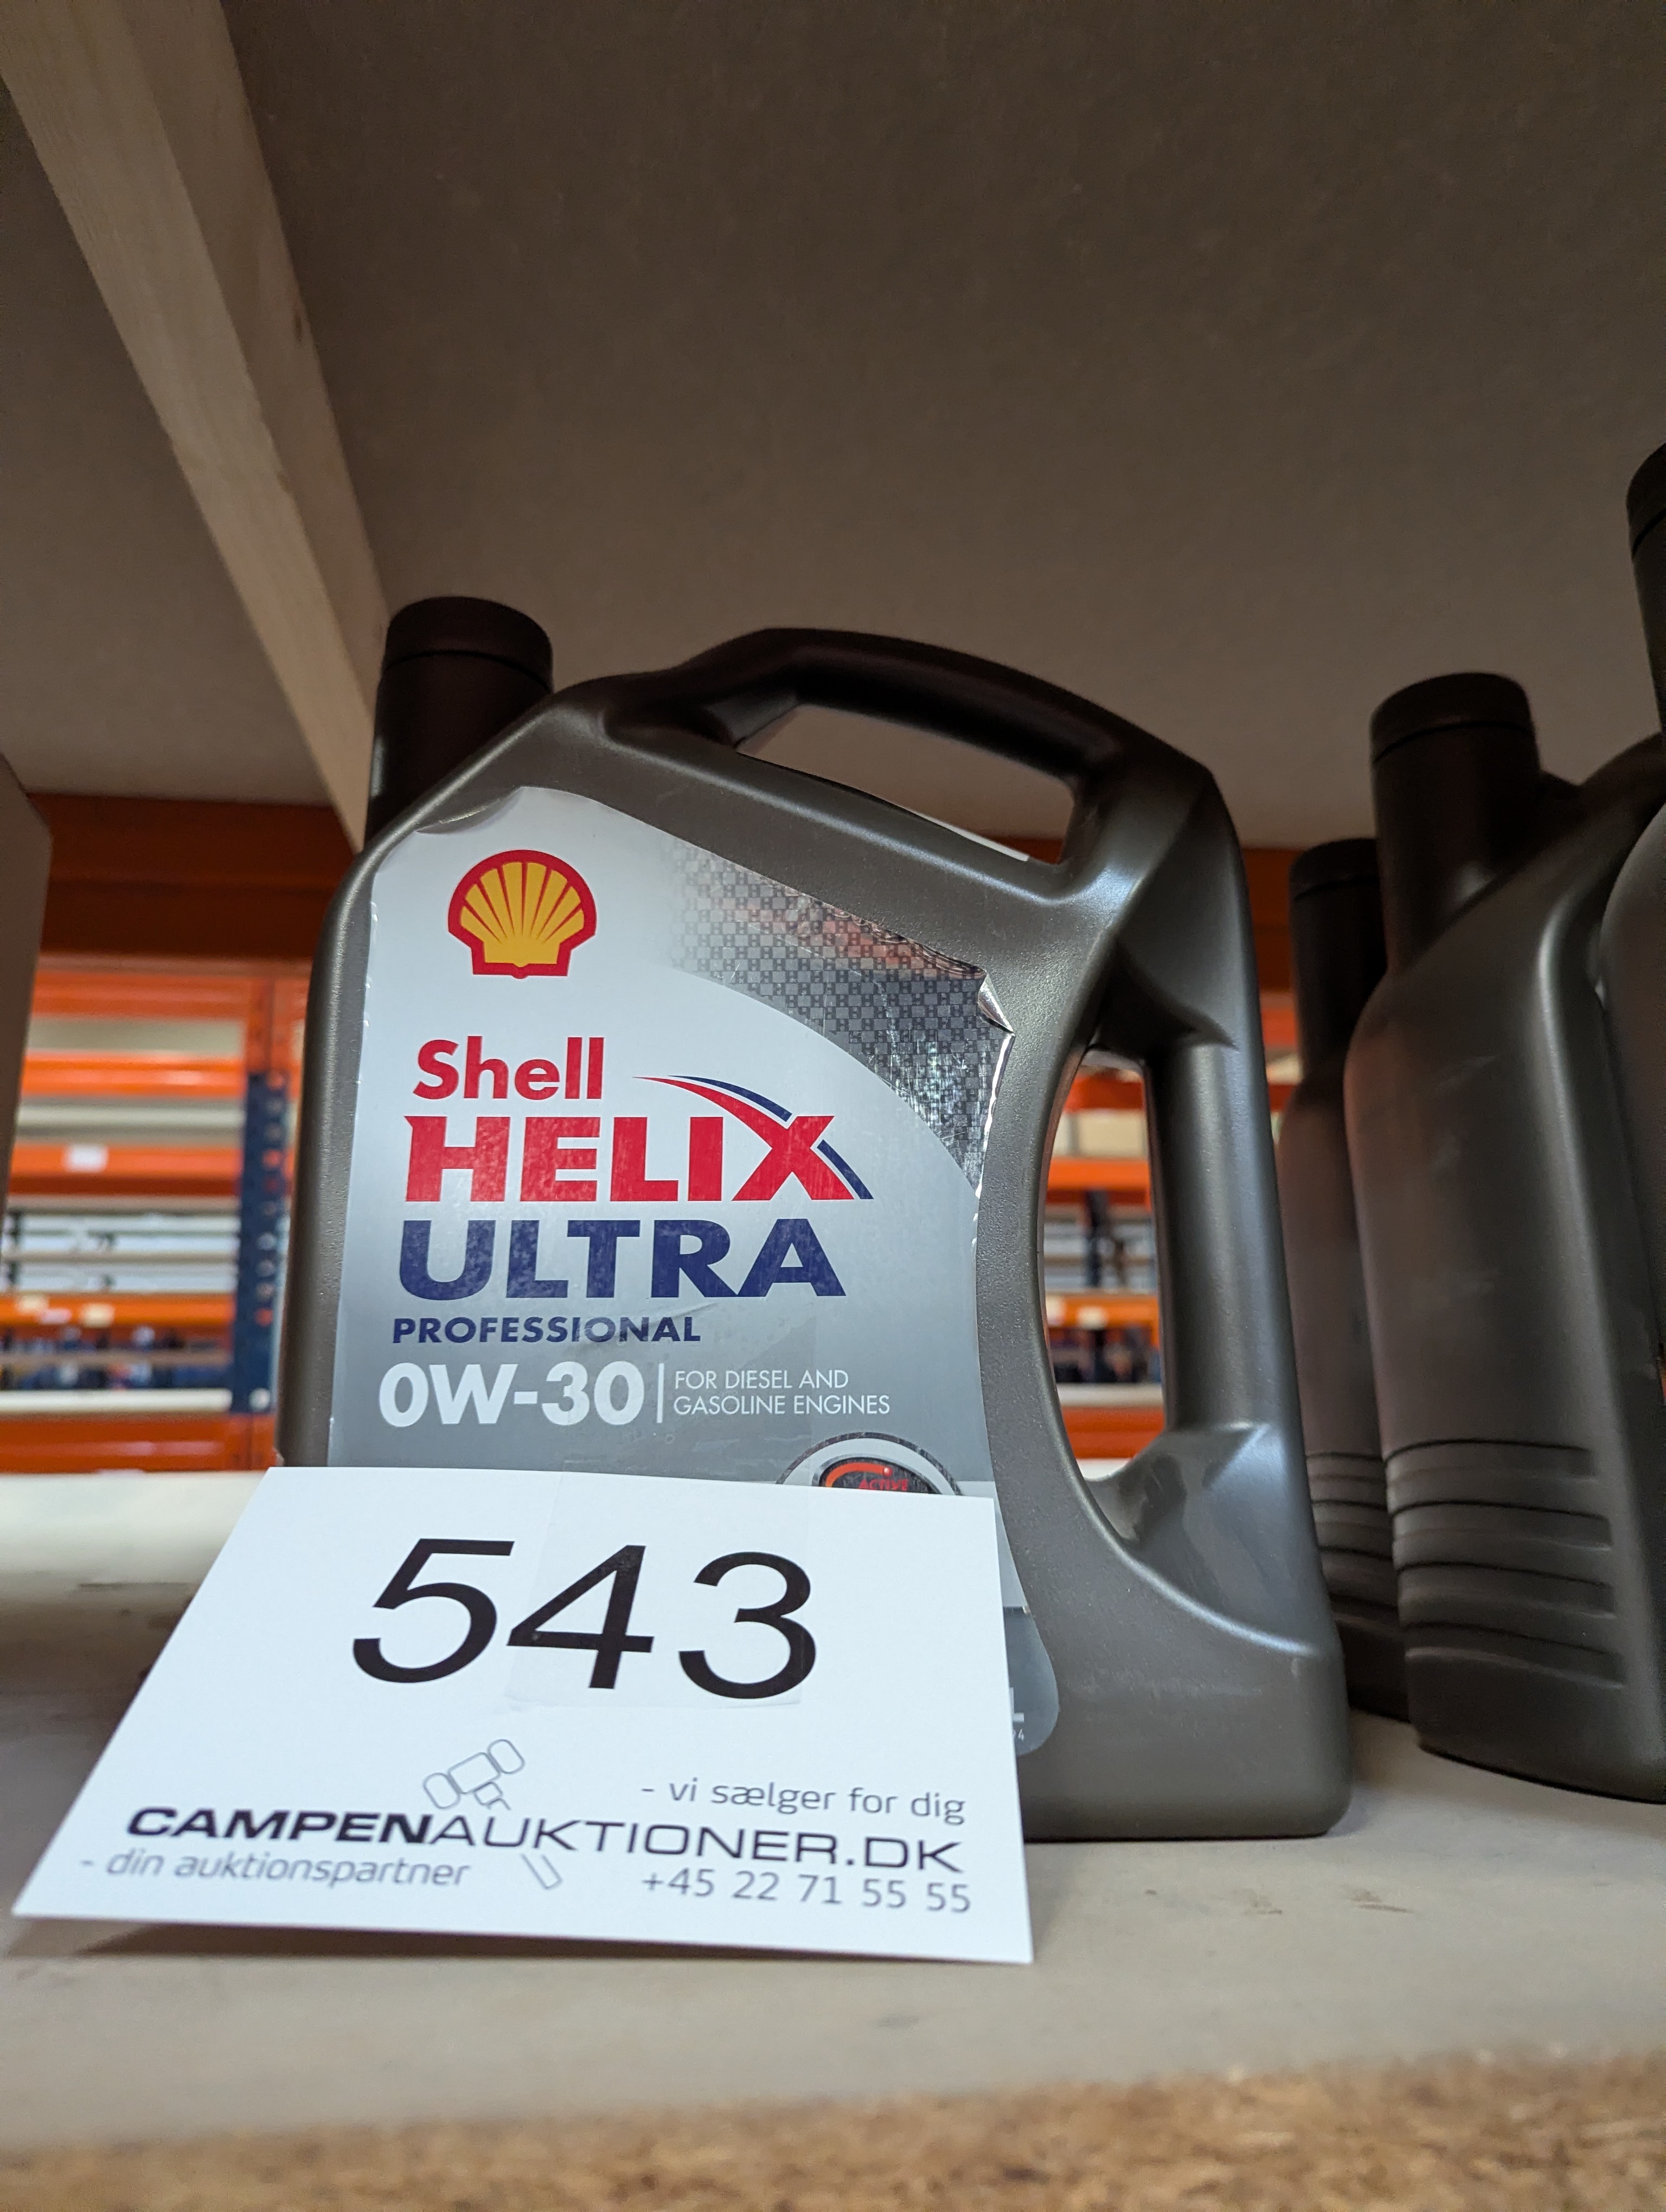 Shell
HELIX
ULTRA
PROFESSIONAL
0W-30
FOR DIESEL AND
GASOLINE ENGINES
ACTIVE
543
- vi sælger for dig
CAMPENAUKTIONER.DK
- din auktionspartner
+45 22 71 55 55